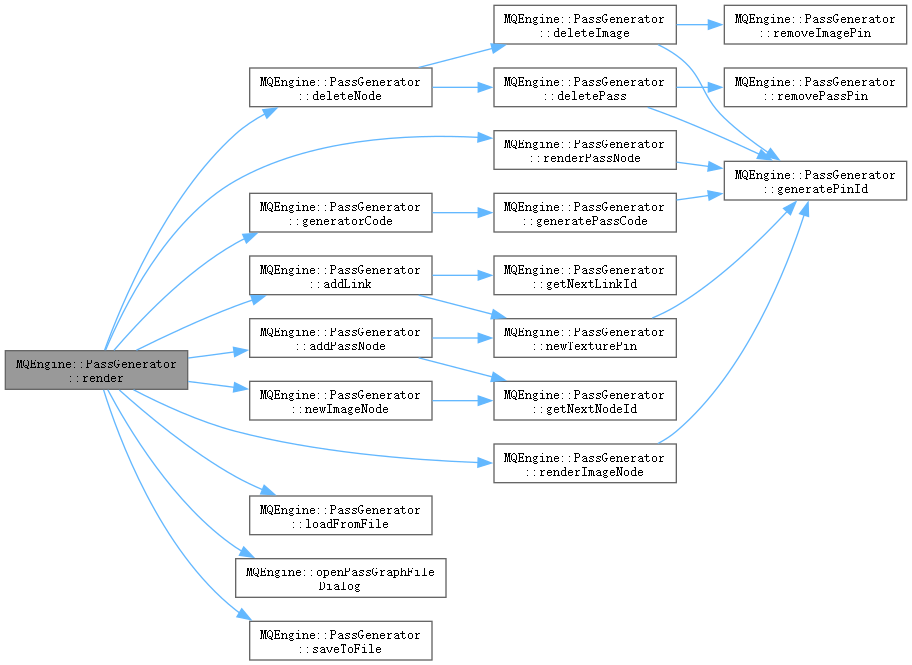 MQEngine::PassGenerator
::render
MQEngine::PassGenerator
::deleteNode
MQEngine::PassGenerator
::generatorCode
MQEngine::PassGenerator
::addLink
MQEngine::PassGenerator
::addPassNode
MQEngine::PassGenerator
::newImageNode
MQEngine::PassGenerator
::loadFromFile
MQEngine::openPassGraphFile
Dialog
MQEngine::PassGenerator
::saveToFile
MQEngine::PassGenerator
::deleteImage
MQEngine::PassGenerator
::deletePass
MQEngine::PassGenerator
::renderPassNode
MQEngine::PassGenerator
::generatePassCode
MQEngine::PassGenerator
::getNextLinkId
MQEngine::PassGenerator
::newTexturePin
MQEngine::PassGenerator
::getNextNodeId
MQEngine::PassGenerator
::renderImageNode
MQEngine::PassGenerator
::removeImagePin
MQEngine::PassGenerator
::removePassPin
MQEngine::PassGenerator
::generatePinId